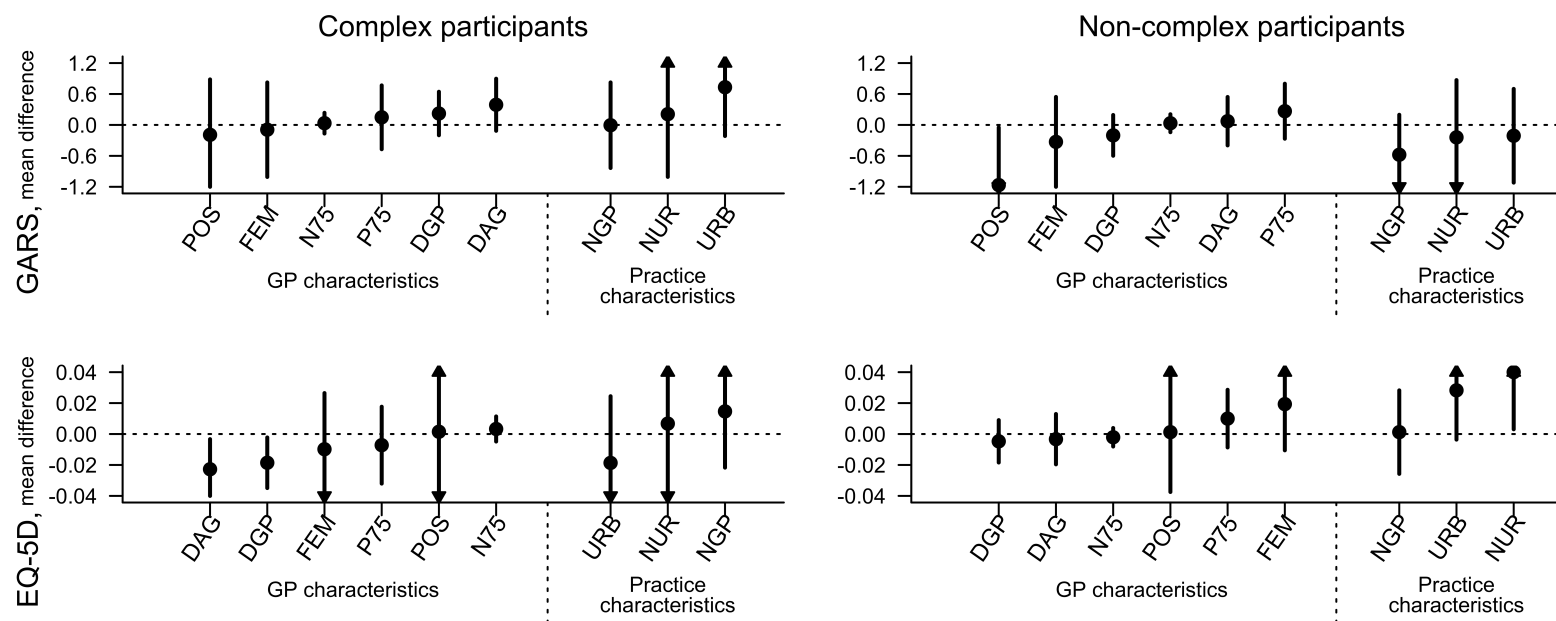 Complex participants
Non-complex participants
GARS, mean difference
1.2
0.6
0.0
-0.6
-1.2
POS FEM N75 P75 DGP DAG NGP NUR URB
GP characteristics
Practice
characteristics
1.2
0.6
0.0
-0.6
-1.2
POS FEM DGP N75 DAG P75 NGP NUR URB
GP characteristics
Practice
characteristics
EQ-5D, mean difference
0.04
0.02
0.00
-0.02
-0.04
DAG DGP FEM P75 POS N75 URB NUR NGP
GP characteristics
Practice
characteristics
0.04
0.02
0.00
-0.02
-0.04
DGP DAG N75 POS P75 FEM NGP URB NUR
GP characteristics
Practice
characteristics